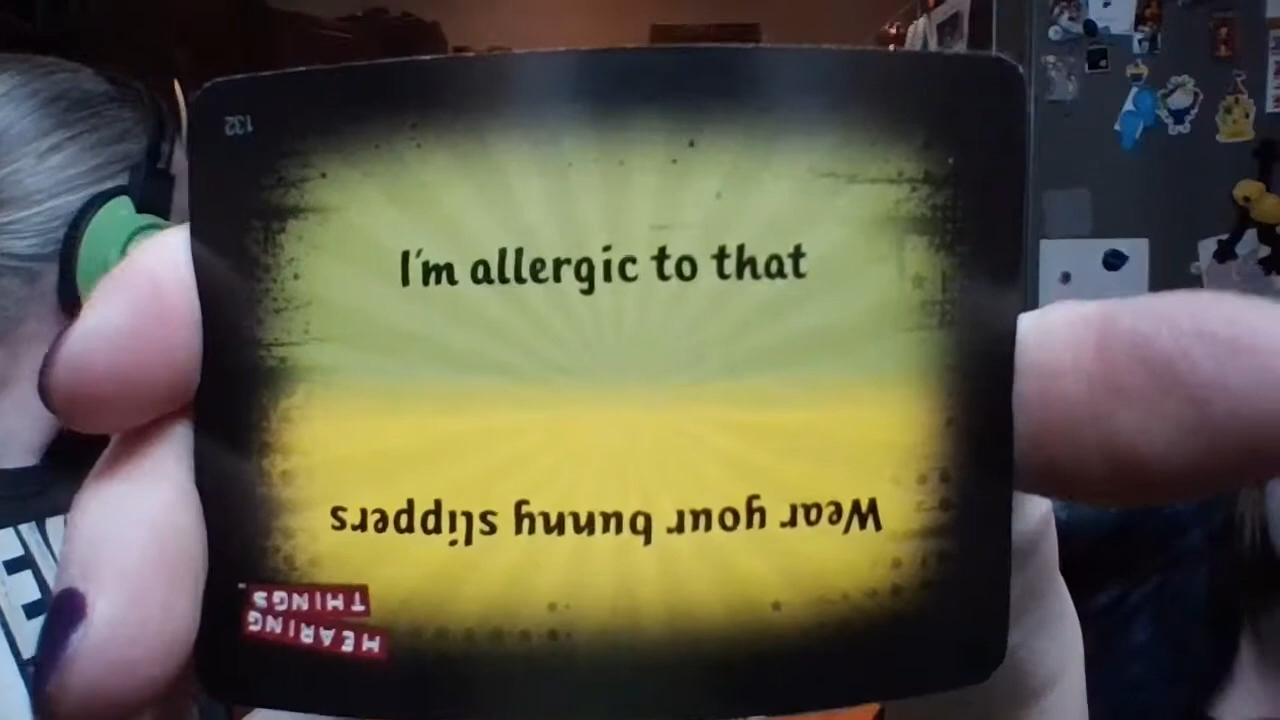 132
I'm allergic to that
Wear your bunny slippers
HEARING
THINGS